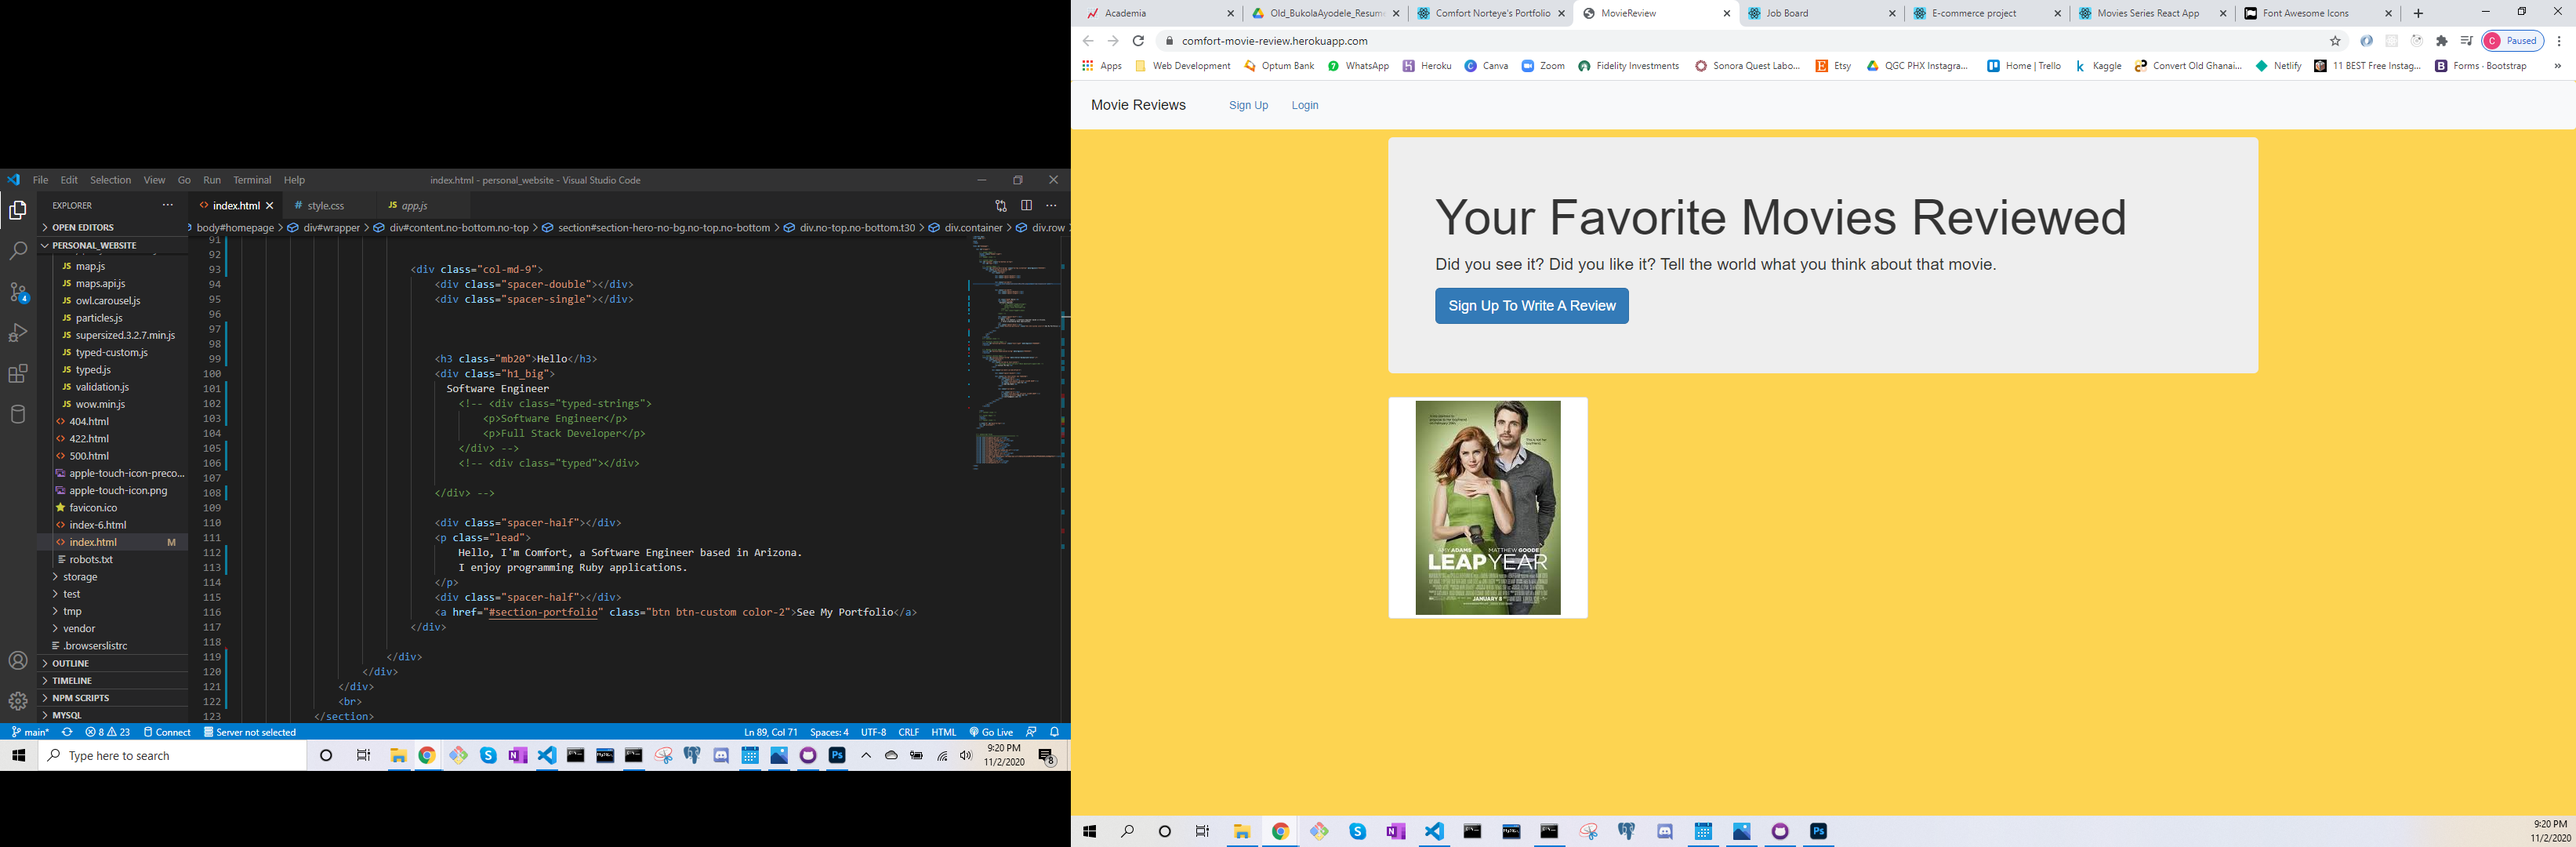 File Edit Selection View Go Run Terminal Help
index.html - personal_website - Visual Studio Code
EXPLORER
index.html
style.css
app.js
OPEN EDITORS
body#homepage > div#wrapper > div#content.no-bottom.no-top > section#section-hero-no-bg.no-top.no-bottom > div.no-top.no-bottom.t30 > div.container > div.row
PERSONAL_WEBSITE
JS map.js
JS maps.api.js
JS owl.carousel.js
JS particles.js
JS supersized.3.2.7.min.js
JS typed-custom.js
JS typed.js
JS validation.js
JS wow.min.js
404.html
422.html
500.html
apple-touch-icon-preco...
apple-touch-icon.png
favicon.ico
index-6.html
index.html M
robots.txt
storage
test
tmp
vendor
.browserslistrc
OUTLINE
TIMELINE
NPM SCRIPTS
MYSQL
91
92
93 <div class="col-md-9">
94 <div class="spacer-double"></div>
95 <div class="spacer-single"></div>
96
97
98
99 <h3 class="mb20">Hello</h3>
100 <div class="h1_big">
101 Software Engineer
102 <!-- <div class="typed-strings">
103 <p>Software Engineer</p>
104 <p>Full Stack Developer</p>
105 </div> -->
106 <!-- <div class="typed"></div>
107
108 </div> -->
109
110 <div class="spacer-half"></div>
111 <p class="lead">
112 Hello, I'm Comfort, a Software Engineer based in Arizona.
113 I enjoy programming Ruby applications.
114 </p>
115 <div class="spacer-half"></div>
116 <a href="#section-portfolio" class="btn btn-custom color-2">See My Portfolio</a>
117 </div>
118
119 </div>
120 </div>
121 </div>
122 <br>
123 </section>
main* 8 23 Connect Server not selected
Ln 89, Col 71 Spaces: 4 UTF-8 CRLF HTML Go Live
Type here to search
9:20 PM
11/2/2020
8
Academia
Old_BukolaAyodele_Resum
Comfort Norteye's Portfolio
MovieReview
Job Board
E-commerce project
Movies Series React App
Font Awesome Icons
comfort-movie-review.herokuapp.com
C Paused
Apps Web Development Optum Bank WhatsApp Heroku Canva Zoom Fidelity Investments Sonora Quest Labo... Etsy QGC PHX Instagra... Home | Trello Kaggle Convert Old Ghanai... Netlify 11 BEST Free Instag... Forms - Bootstrap
Movie Reviews Sign Up Login
Your Favorite Movies Reviewed
Did you see it? Did you like it? Tell the world what you think about that movie.
Sign Up To Write A Review
AMY ADAMS MATTHEW GOODE
LEAP YEAR
JANUARY 8
9:20 PM
11/2/2020